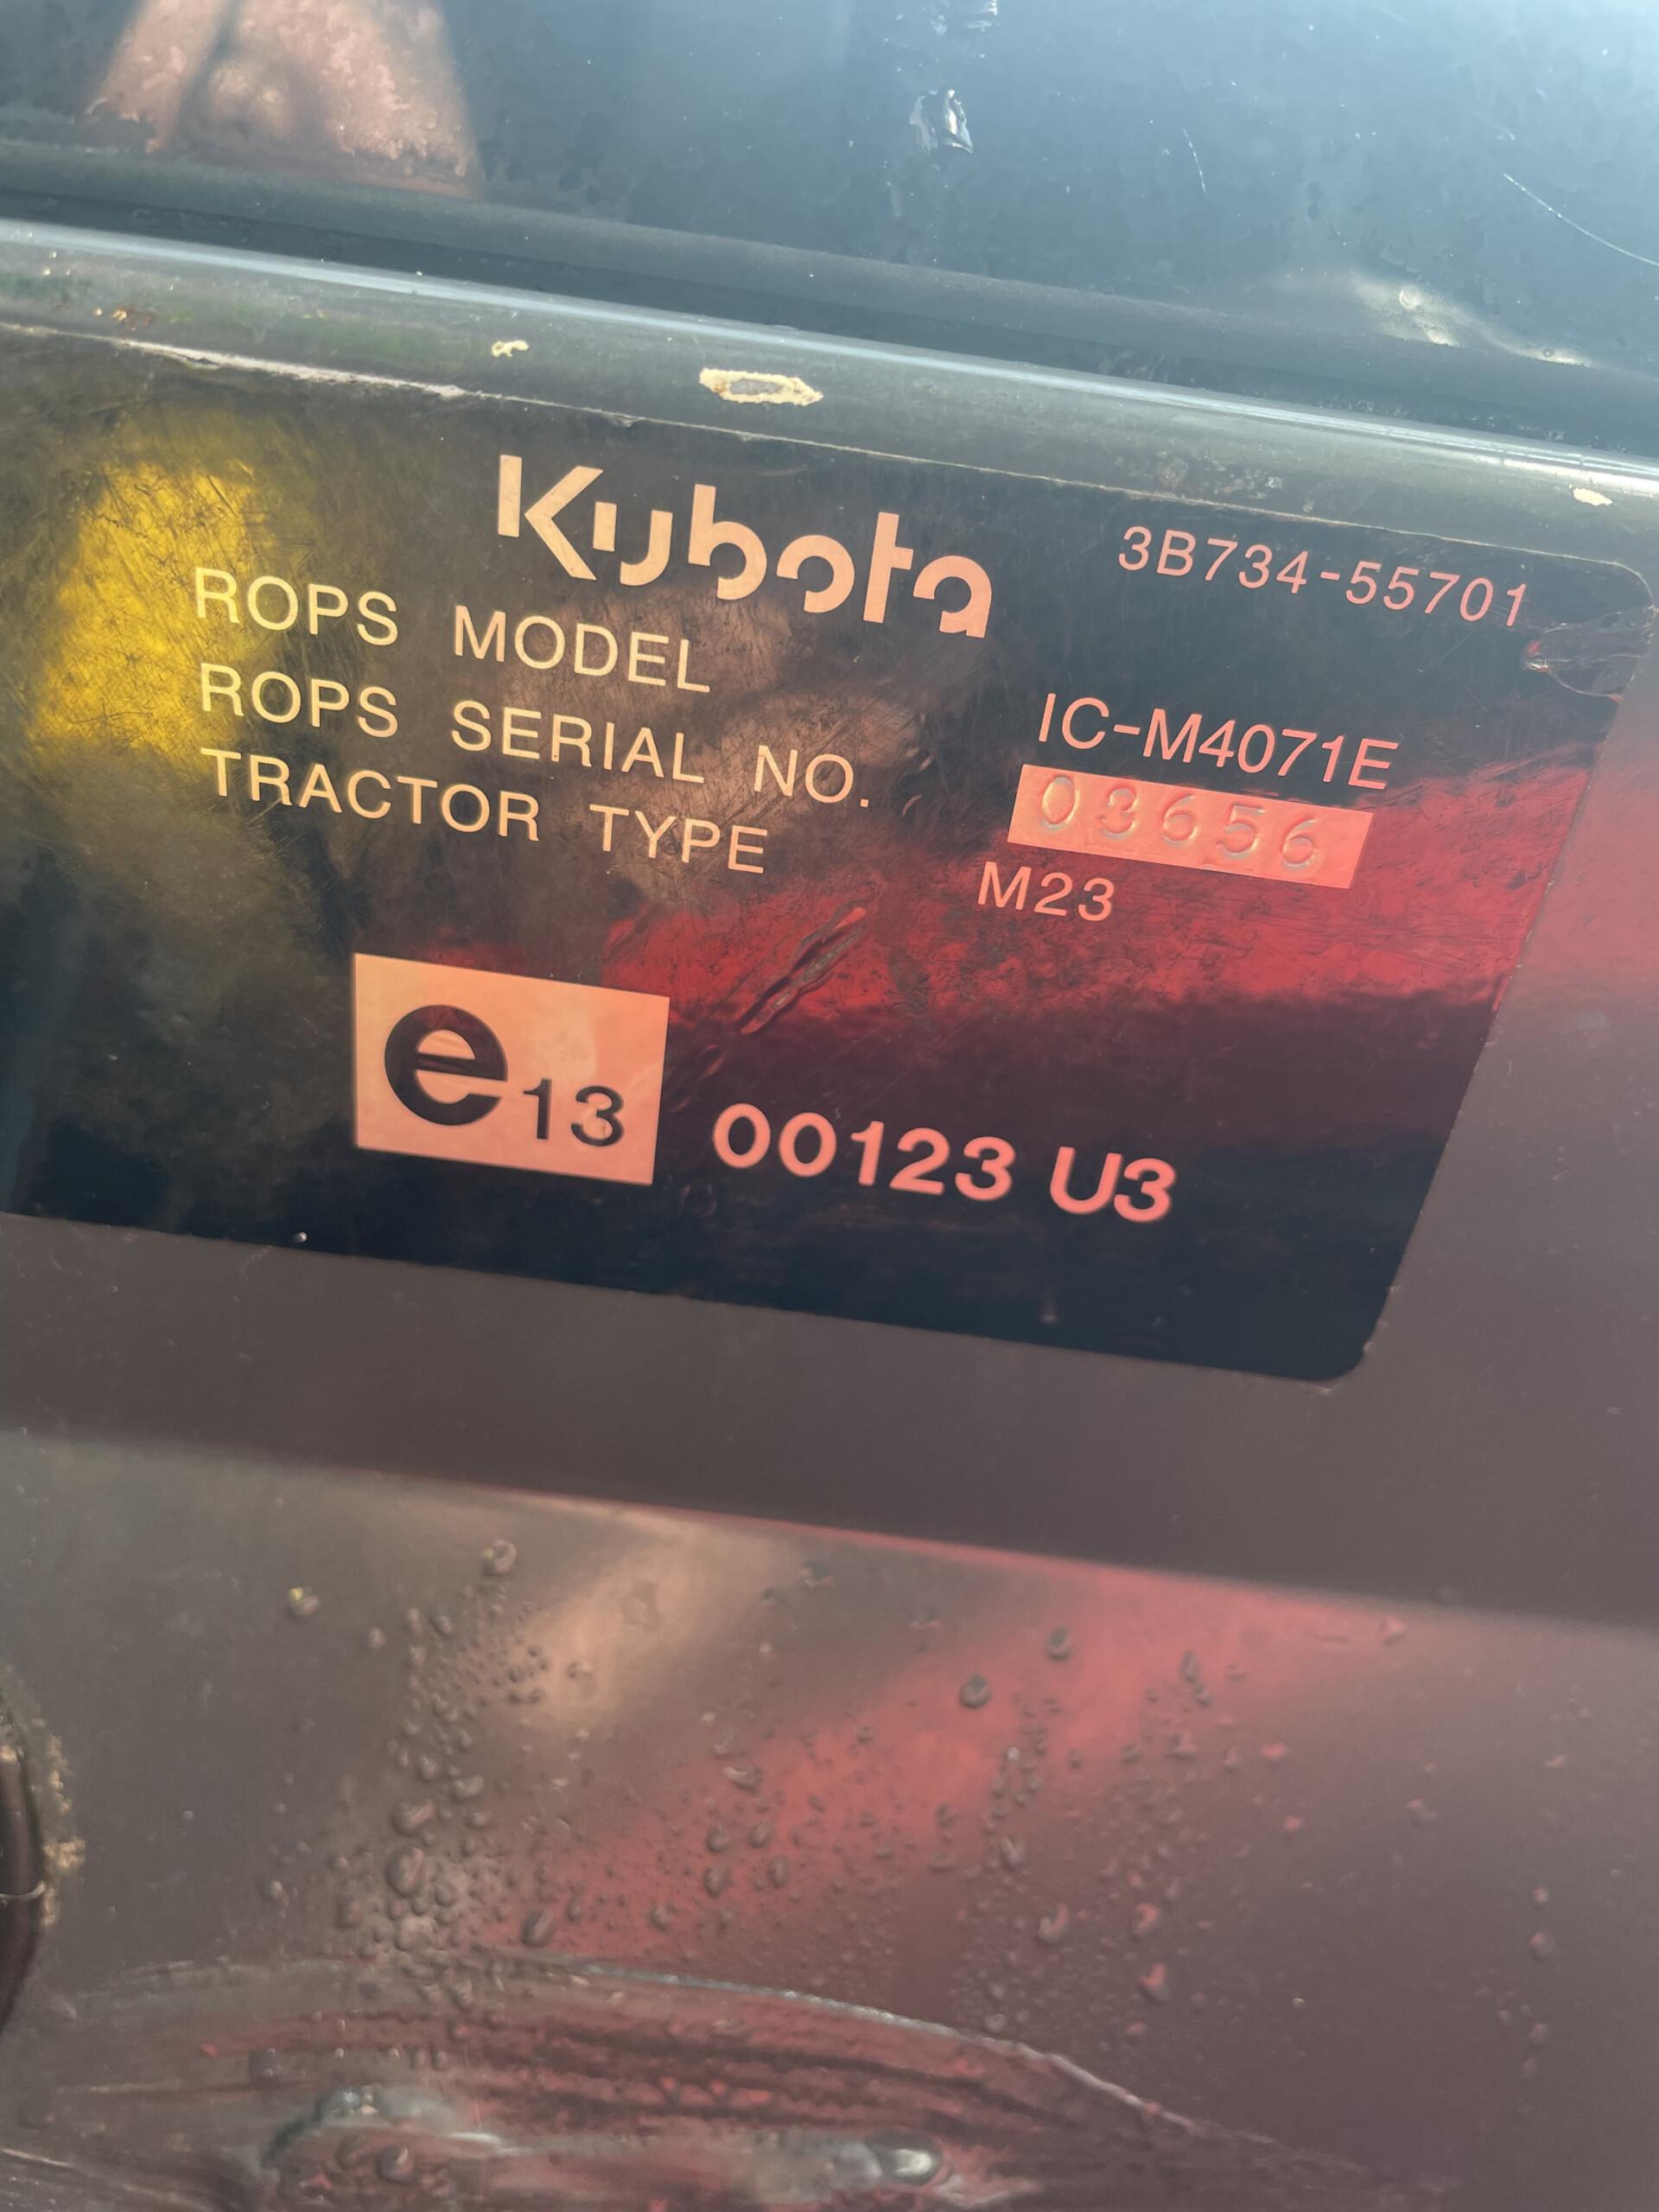 Kubota
3B734-55701
ROPS MODEL IC-M4071E
ROPS SERIAL NO. 03656
TRACTOR TYPE M23
e13 00123 U3